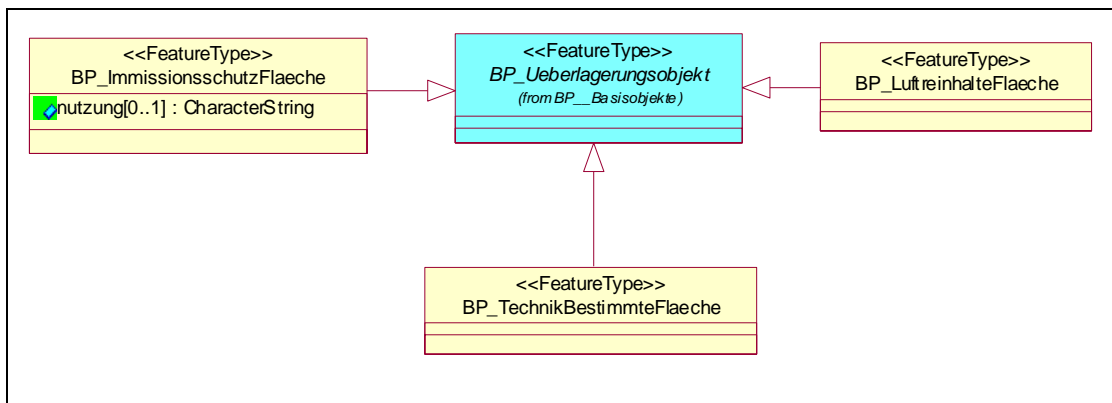 <<FeatureType>>
BP_ImmissionsschutzFlaeche
nutzung[0..1] : CharacterString
<<FeatureType>>
BP_Ueberlagerungsobjekt
(from BP__Basisobjekte)
<<FeatureType>>
BP_LuftreinhalteFlaeche
<<FeatureType>>
BP_TechnikBestimmteFlaeche